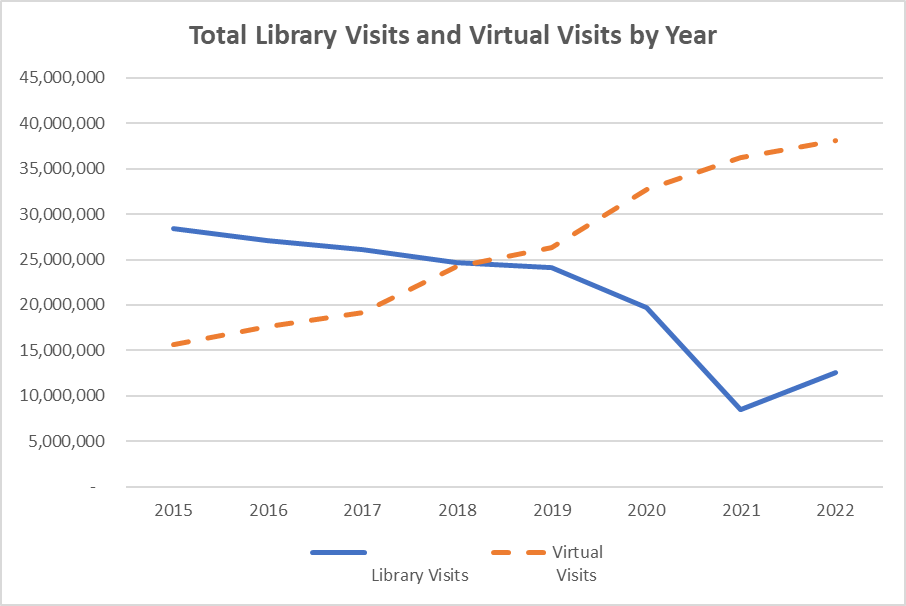 Total Library Visits and Virtual Visits by Year
45,000,000
40,000,000
35,000,000
30,000,000
25,000,000
20,000,000
15,000,000
10,000,000
5,000,000
-
2015 2016 2017 2018 2019 2020 2021 2022
Library Visits
Virtual
Visits